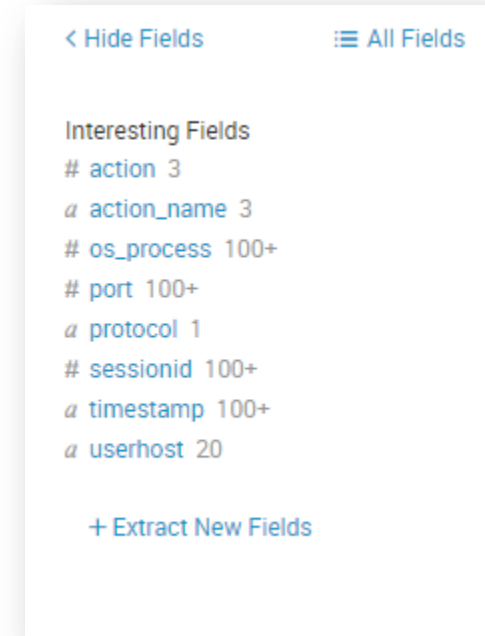 < Hide Fields All Fields
Interesting Fields
# action 3
a action_name 3
# os_process 100+
# port 100+
a protocol 1
# sessionid 100+
a timestamp 100+
a userhost 20
+ Extract New Fields